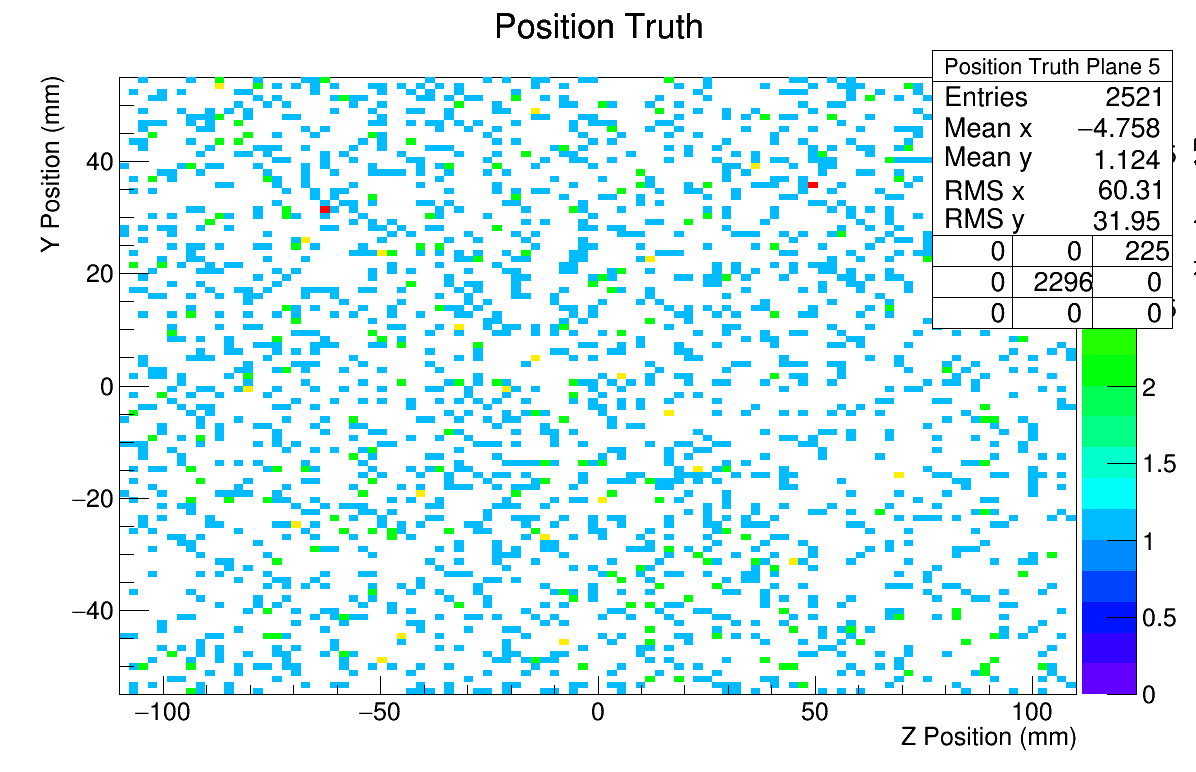 Position Truth
Position Truth Plane 5
Entries 2521
Mean x −4.758
Mean y 1.124
RMS x 60.31
RMS y 31.95
0 0 225
0 2296 0
0 0 0
Y Position (mm)
40
20
0
−20
−40
2
1.5
1
0.5
0
−100 −50 0 50 100
Z Position (mm)